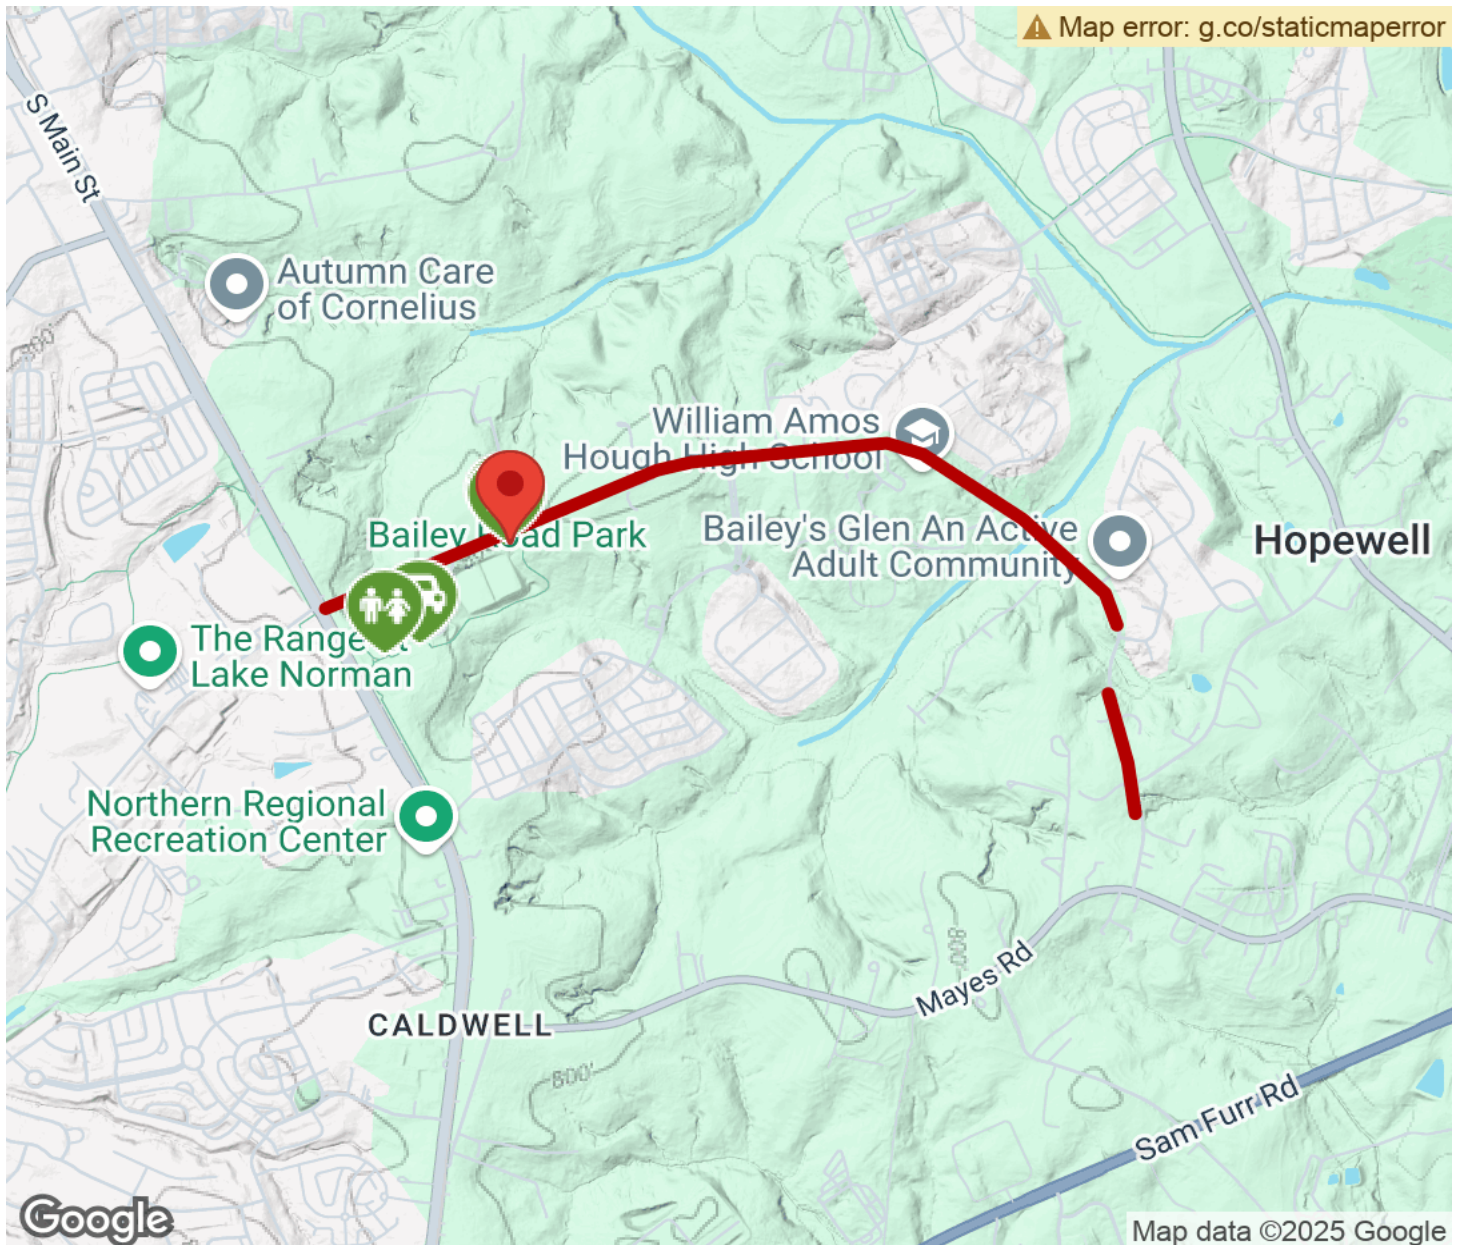 Map error: g.co/staticmaperror
S Main St
Autumn Care
of Cornelius
William Amos
Hough High School
Bailey Road Park
Bailey's Glen An Active
Adult Community
Hopewell
The Range at
Lake Norman
Northern Regional
Recreation Center
800'
Mayes Rd
CALDWELL
800'
Sam Furr Rd
Google
Map data ©2025 Google